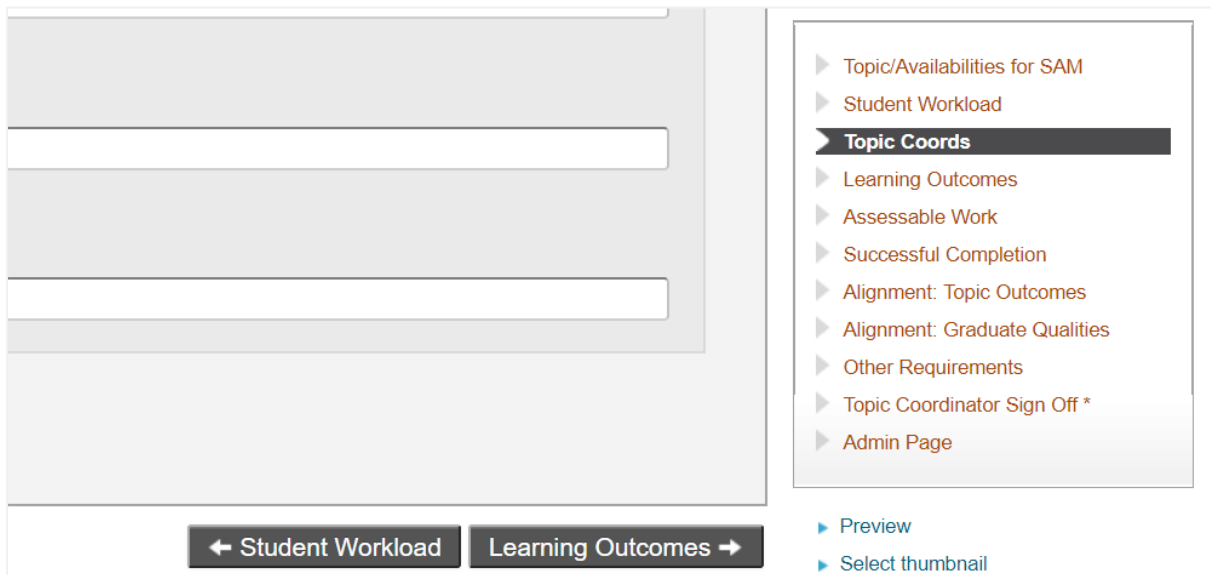 Topic/Availabilities for SAM
Student Workload
Topic Coords
Learning Outcomes
Assessable Work
Successful Completion
Alignment: Topic Outcomes
Alignment: Graduate Qualities
Other Requirements
Topic Coordinator Sign Off *
Admin Page
← Student Workload
Learning Outcomes →
Preview
Select thumbnail